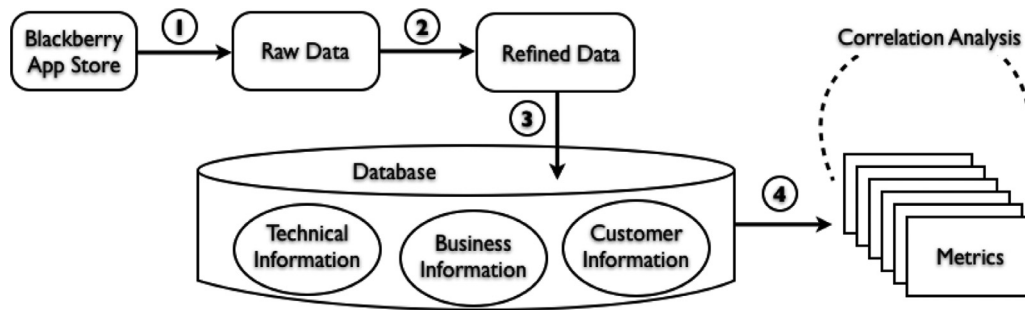 Blackberry
App Store
1
Raw Data
2
Refined Data
Correlation Analysis
3
Database
4
Technical
Information
Business
Information
Customer
Information
Metrics